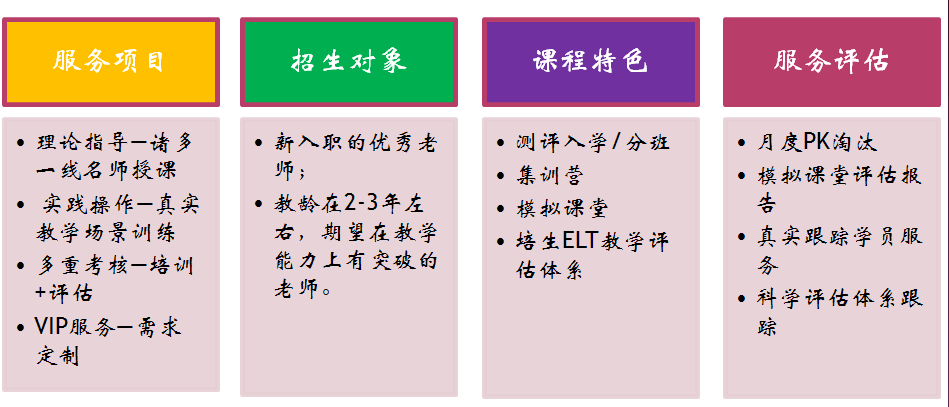 服务项目
• 理论指导—诸多
一线名师授课
• 实践操作—真实
教学场景训练
• 多重考核—培训
+评估
• VIP服务—需求
定制
招生对象
• 新入职的优秀老
师；
• 教龄在2-3年左
右，期望在教学
能力上有突破的
老师。
课程特色
• 测评入学/分班
• 集训营
• 模拟课堂
• 培生ELT教学评
估体系
服务评估
• 月度PK淘汰
• 模拟课堂评估报
告
• 真实跟踪学员服
务
• 科学评估体系跟
踪